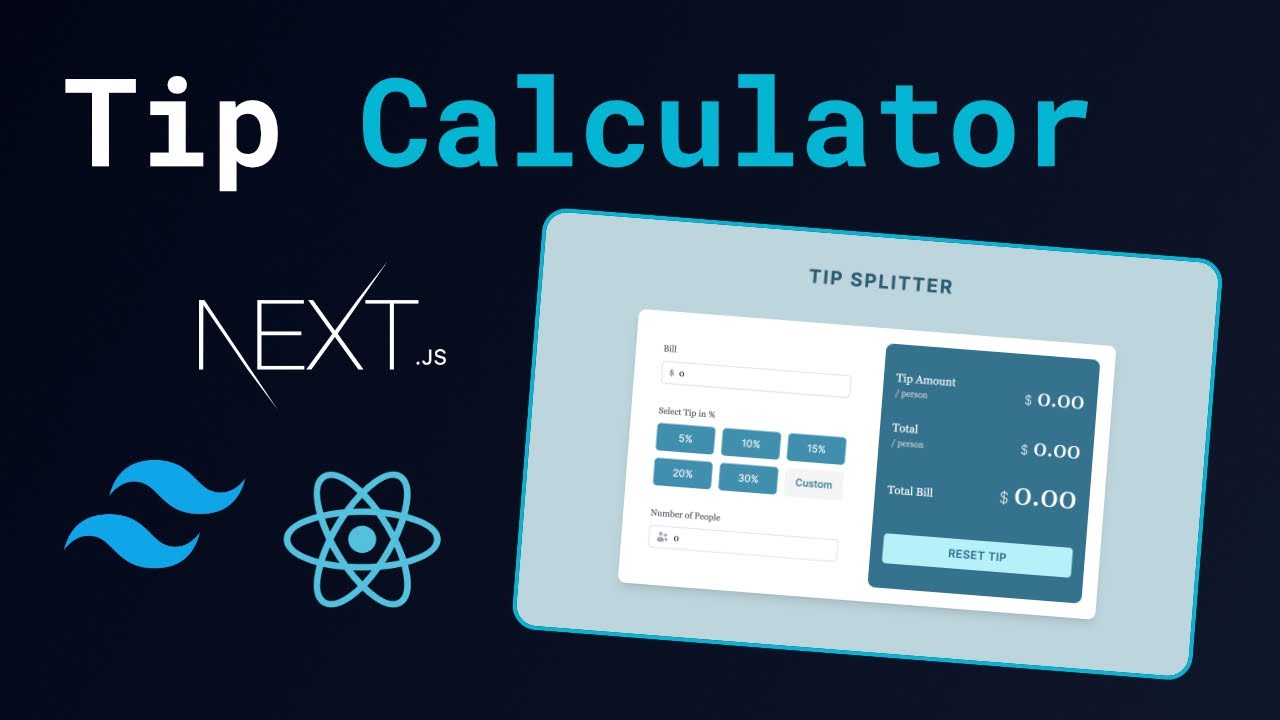 Tip Calculator
NEXT.JS
TIP SPLITTER
Bill
$ 0
Select Tip in %
5% 10% 15%
20% 30% Custom
Number of People
0
Tip Amount
/ person
$ 0.00
Total
/ person
$ 0.00
Total Bill
$ 0.00
RESET TIP